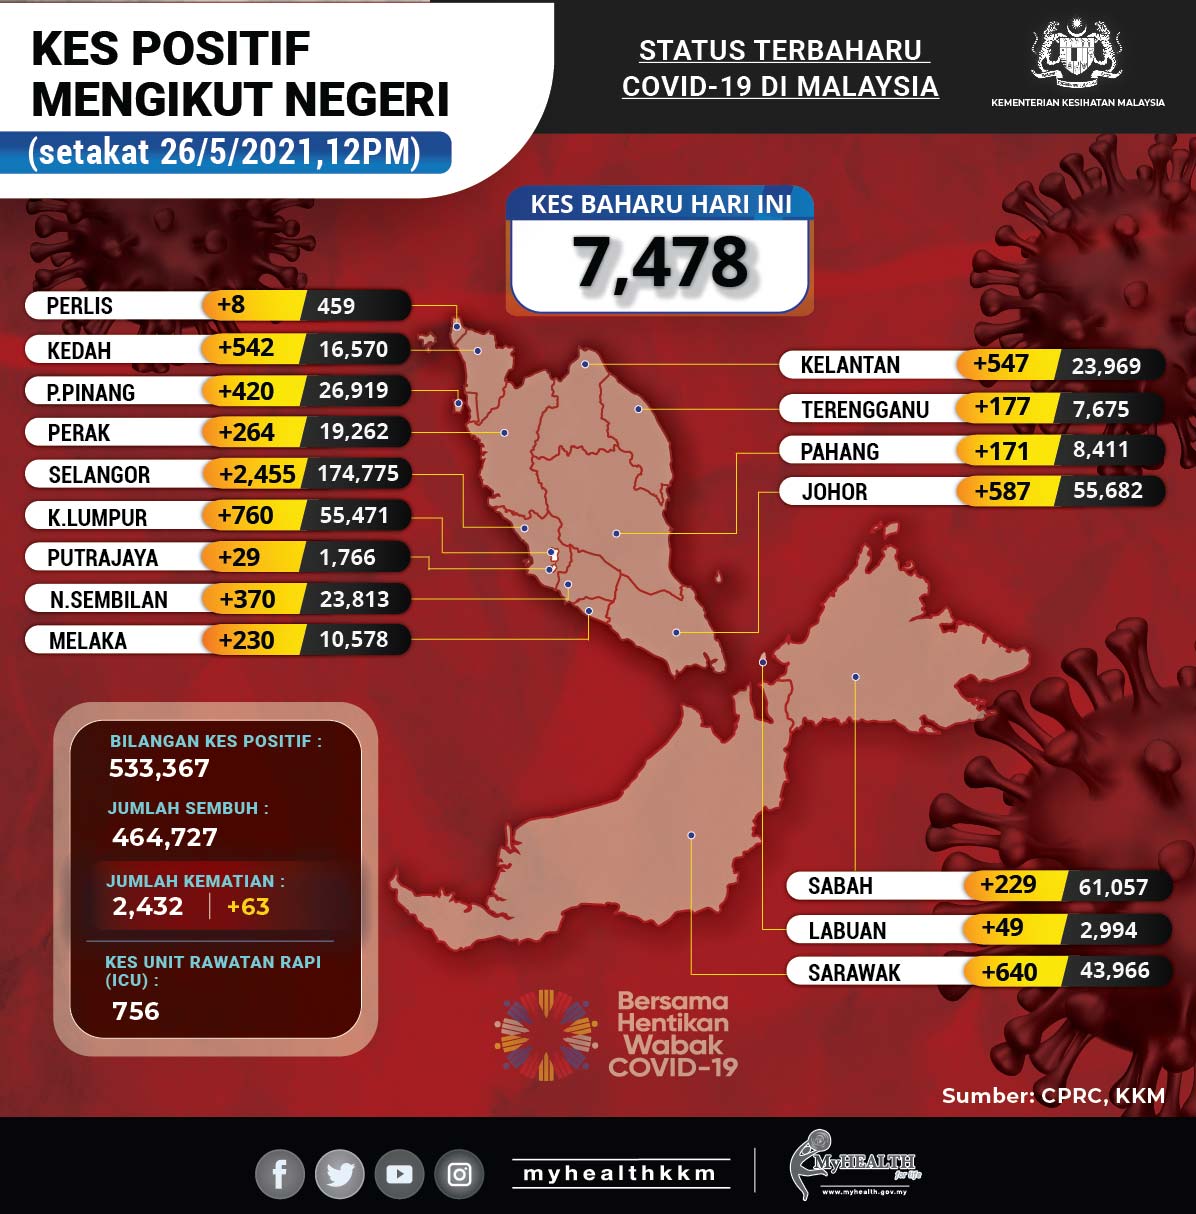 KES POSITIF
MENGIKUT NEGERI
(setakat 26/5/2021,12PM)
STATUS TERBAHARU
COVID-19 DI MALAYSIA
KEMENTERIAN KESIHATAN MALAYSIA
KES BAHARU HARI INI
7,478
PERLIS +8 459
KEDAH +542 16,570
P.PINANG +420 26,919
PERAK +264 19,262
SELANGOR +2,455 174,775
K.LUMPUR +760 55,471
PUTRAJAYA +29 1,766
N.SEMBILAN +370 23,813
MELAKA +230 10,578
KELANTAN +547 23,969
TERENGGANU +177 7,675
PAHANG +171 8,411
JOHOR +587 55,682
SABAH +229 61,057
LABUAN +49 2,994
SARAWAK +640 43,966
BILANGAN KES POSITIF :
533,367
JUMLAH SEMBUH :
464,727
JUMLAH KEMATIAN :
2,432 | +63
KES UNIT RAWATAN RAPI
(ICU) :
756
Bersama
Hentikan
Wabak
COVID-19
Sumber: CPRC, KKM
myhealthkkm
MyHEALTH
for life
www.myhealth.gov.my